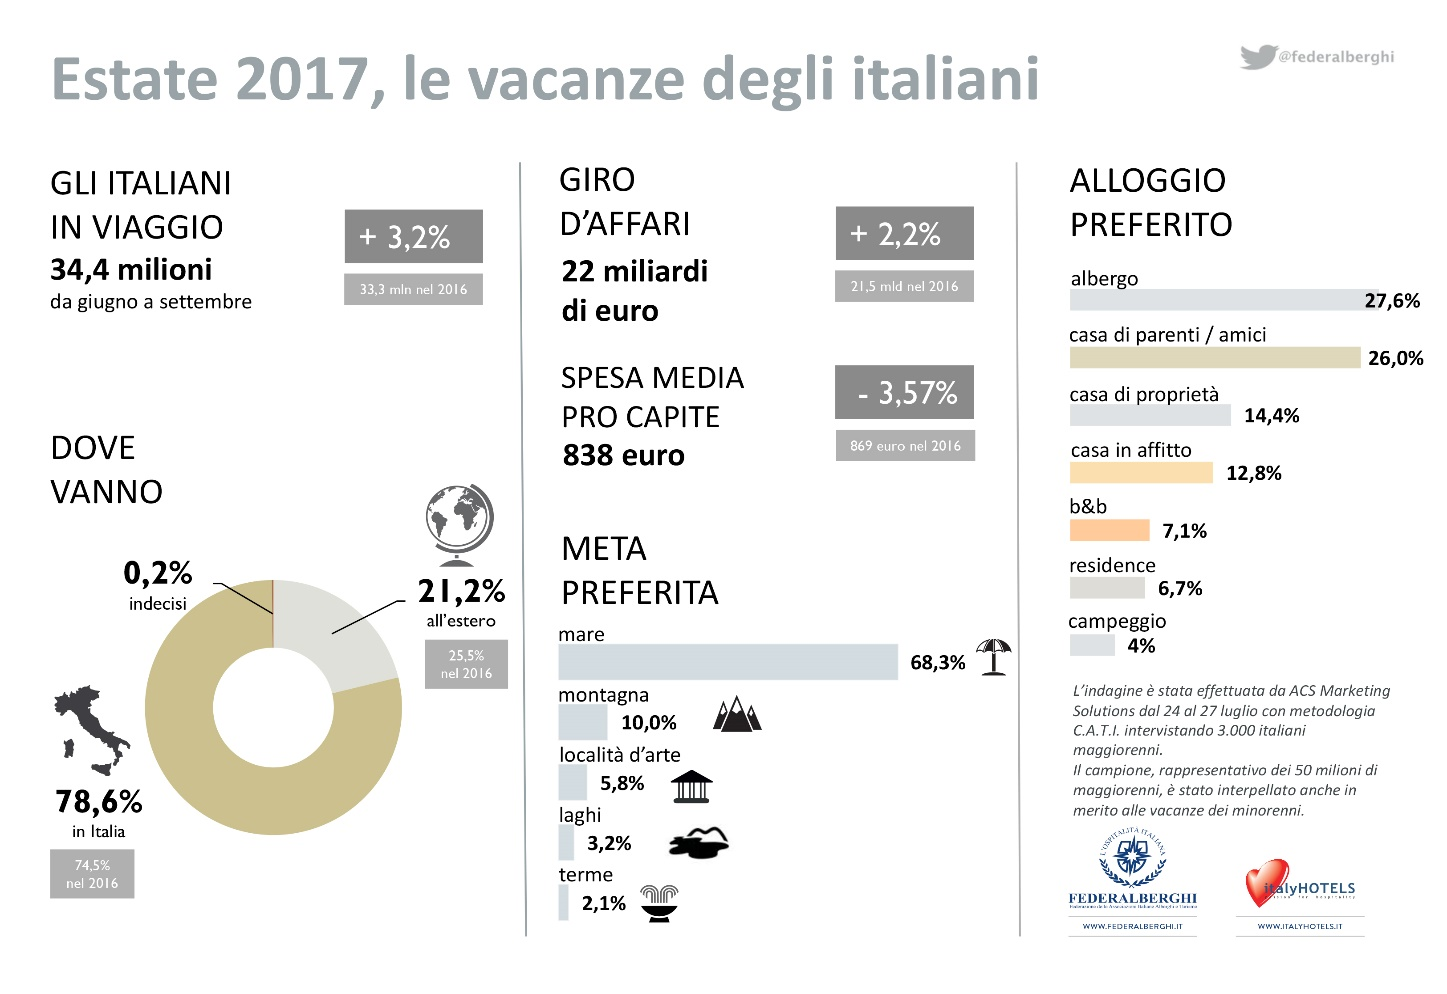 Estate 2017, le vacanze degli italiani
@federalberghi
GLI ITALIANI
IN VIAGGIO
34,4 milioni
da giugno a settembre
+ 3,2%
33,3 mln nel 2016
DOVE
VANNO
0,2%
indecisi
21,2%
all'estero
25,5%
nel 2016
78,6%
in Italia
74,5%
nel 2016
GIRO
D'AFFARI
22 miliardi
di euro
+ 2,2%
21,5 mld nel 2016
SPESA MEDIA
PRO CAPITE
838 euro
- 3,57%
869 euro nel 2016
META
PREFERITA
mare
68,3%
montagna
10,0%
località d'arte
5,8%
laghi
3,2%
terme
2,1%
ALLOGGIO
PREFERITO
albergo
27,6%
casa di parenti / amici
26,0%
casa di proprietà
14,4%
casa in affitto
12,8%
b&b
7,1%
residence
6,7%
campeggio
4%
L'indagine è stata effettuata da ACS Marketing
Solutions dal 24 al 27 luglio con metodologia
C.A.T.I. intervistando 3.000 italiani
maggiorenni.
Il campione, rappresentativo dei 50 milioni di
maggiorenni, è stato interpellato anche in
merito alle vacanze dei minorenni.
L'OSPITALITÀ ITALIANA
FEDERALBERGHI
Federazione delle Associazioni Italiane Alberghi e Turismo
WWW.FEDERALBERGHI.IT
italyHOTELS
WWW.ITALYHOTELS.IT